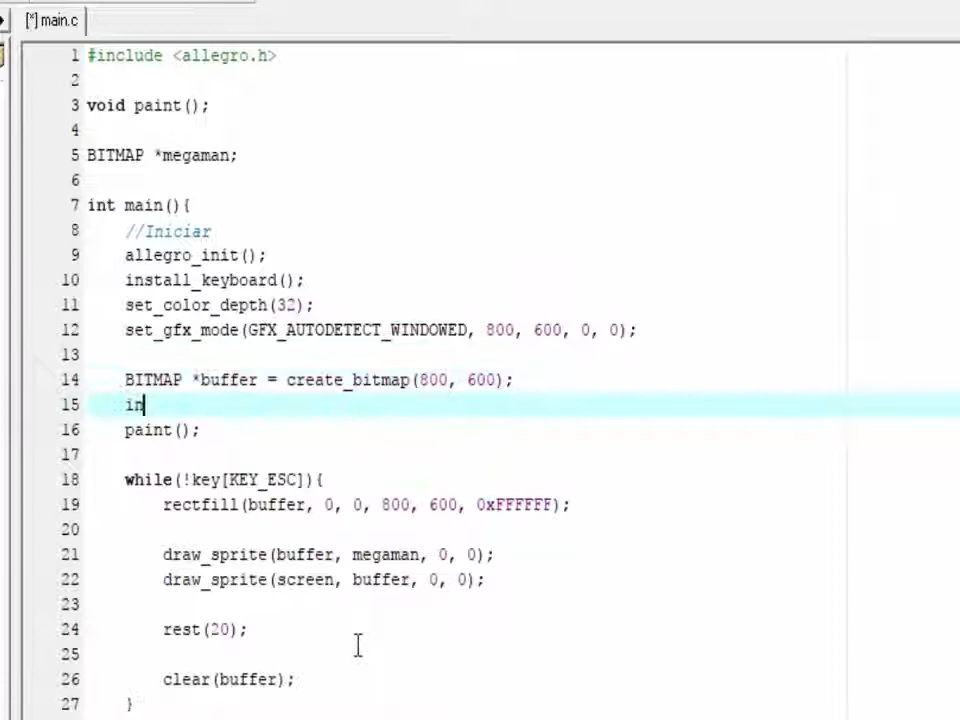 [*] main.c
1 #include <allegro.h>
2
3 void paint();
4
5 BITMAP *megaman;
6
7 int main(){
8 //Iniciar
9 allegro_init();
10 install_keyboard();
11 set_color_depth(32);
12 set_gfx_mode(GFX_AUTODETECT_WINDOWED, 800, 600, 0, 0);
13
14 BITMAP *buffer = create_bitmap(800, 600);
15 in
16 paint();
17
18 while(!key[KEY_ESC]){
19 rectfill(buffer, 0, 0, 800, 600, 0xFFFFFF);
20
21 draw_sprite(buffer, megaman, 0, 0);
22 draw_sprite(screen, buffer, 0, 0);
23
24 rest(20);
25
26 clear(buffer);
27 }